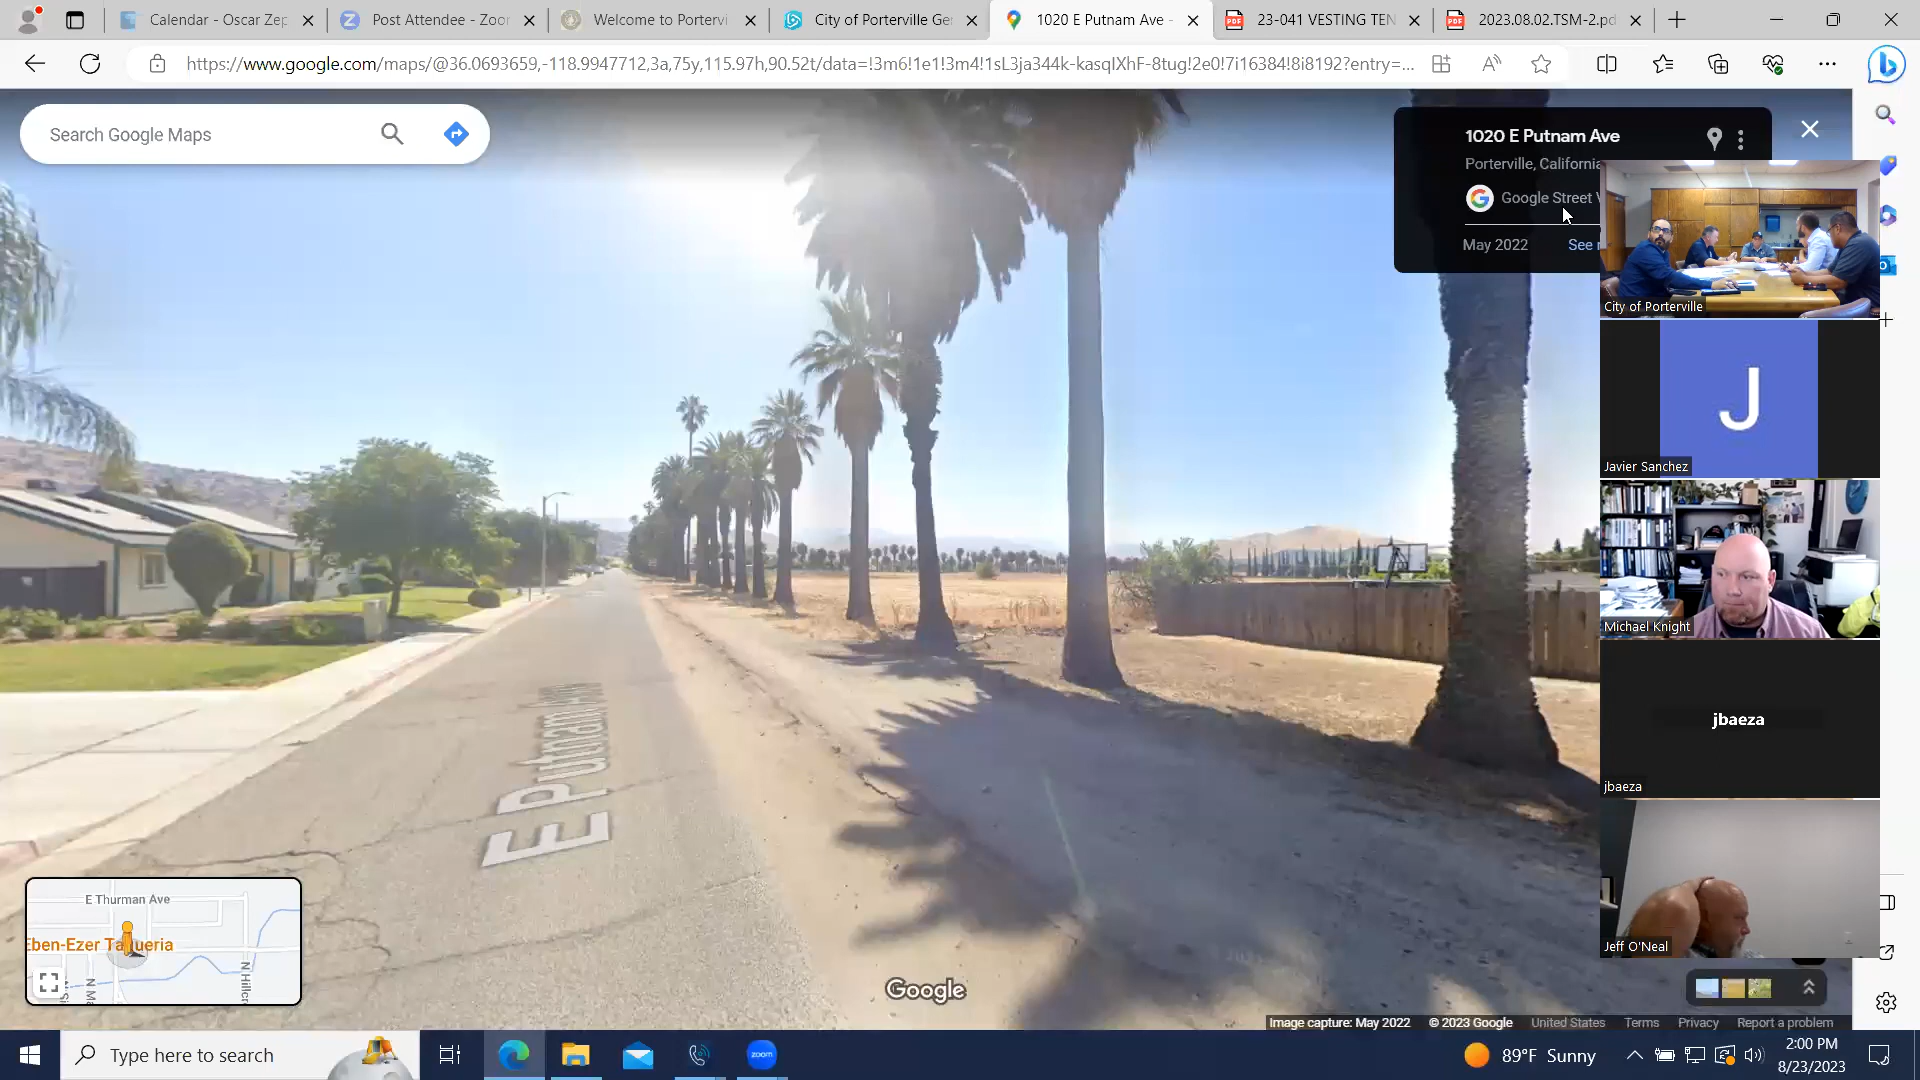 Calendar - Oscar Zep
Post Attendee - Zoo
Welcome to Porterv
City of Porterville Ge
1020 E Putnam Ave -
23-041 VESTING TEN
2023.08.02.TSM-2.pd
https://www.google.com/maps/@36.0693659,-118.9947712,3a,75y,115.97h,90.52t/data=!3m6!1e1!3m4!1sL3ja344k-kasqIXhF-8tug!2e0!7i16384!8i8192?entry=...
Search Google Maps
1020 E Putnam Ave
Porterville, California
Google Street V
May 2022 See
City of Porterville
J
Javier Sanchez
Michael Knight
jbaeza
jbaeza
Jeff O'Neal
E Putnam Ave
E Thurman Ave
Eben-Ezer Taqueria
N Hillcr
Google
Image capture: May 2022 © 2023 Google United States Terms Privacy Report a problem
Type here to search
zoom
89°F Sunny
2:00 PM
8/23/2023